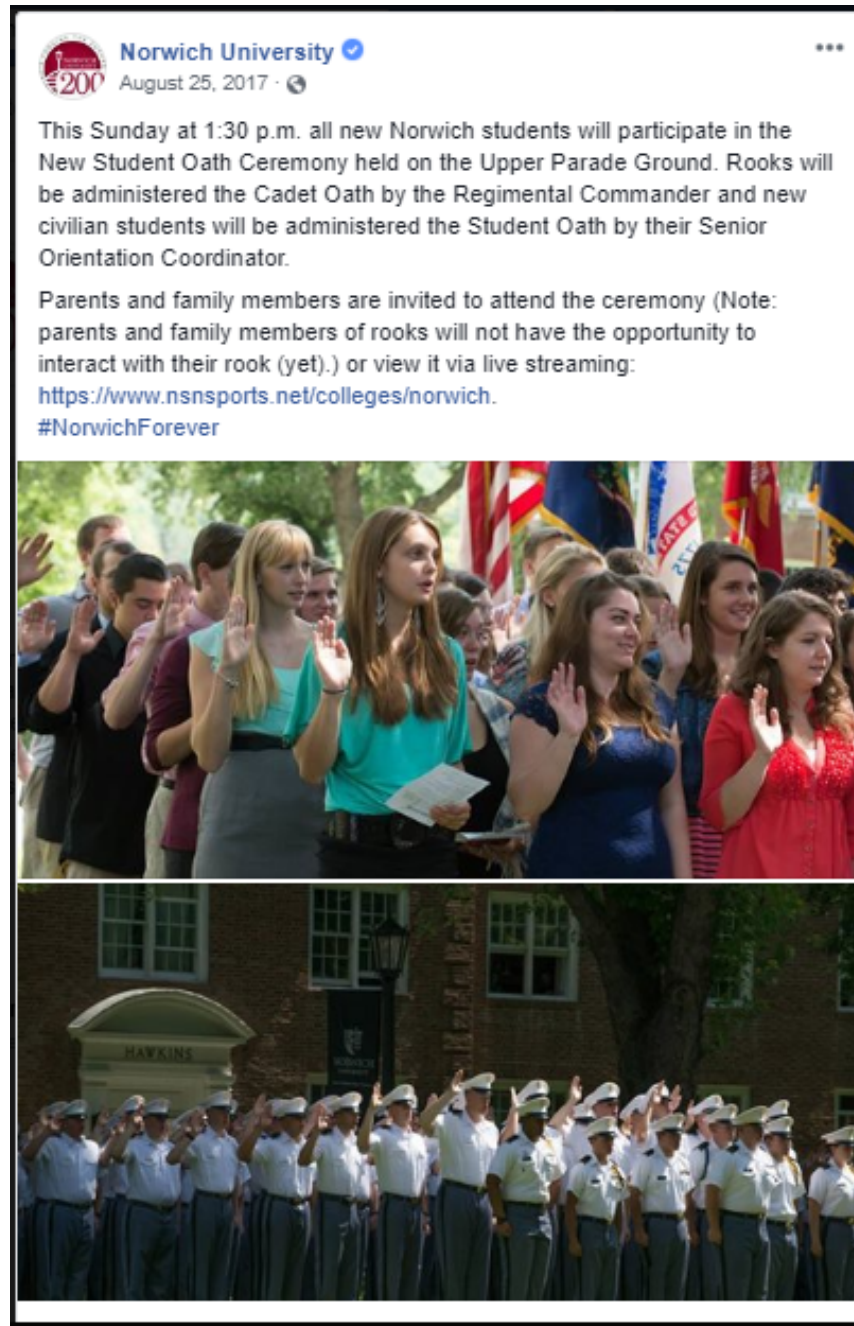 Norwich University
August 25, 2017 ·
This Sunday at 1:30 p.m. all new Norwich students will participate in the
New Student Oath Ceremony held on the Upper Parade Ground. Rooks will
be administered the Cadet Oath by the Regimental Commander and new
civilian students will be administered the Student Oath by their Senior
Orientation Coordinator.
Parents and family members are invited to attend the ceremony (Note:
parents and family members of rooks will not have the opportunity to
interact with their rook (yet).) or view it via live streaming:
https://www.nsnsports.net/colleges/norwich.
#NorwichForever
NORWICH
200
HAWKINS
NORWICH
UNIVERSITY